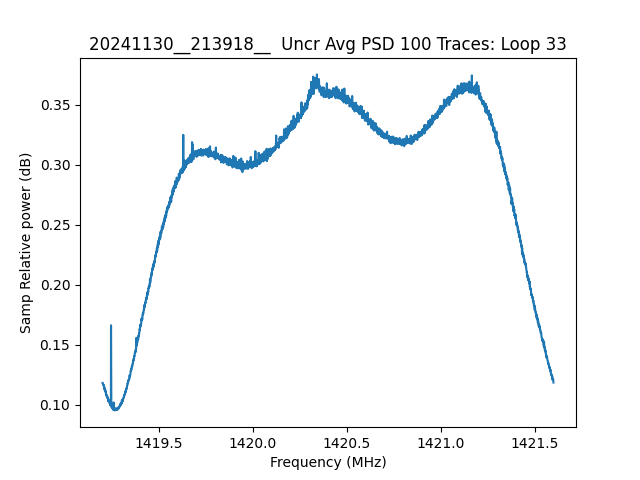 20241130__213918__  Uncr Avg PSD 100 Traces: Loop 33
0.35
0.30
0.25
0.20
0.15
0.10
Samp Relative power (dB)
1419.5 1420.0 1420.5 1421.0 1421.5
Frequency (MHz)